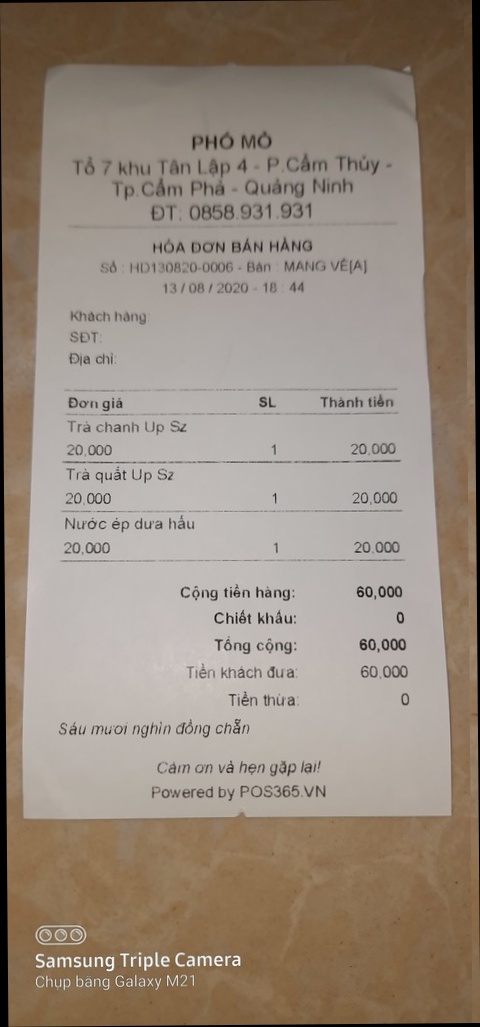 PHỐ MỎ
Tổ 7 khu Tân Lập 4 - P.Cẩm Thủy -
Tp.Cẩm Phả - Quảng Ninh
ĐT: 0858.931.931
HÓA ĐƠN BÁN HÀNG
Số : HD130820-0006 - Bàn : MANG VỀ[A]
13 / 08 / 2020 - 18 : 44
Khách hàng:
SĐT:
Địa chỉ:
Đơn giá SL Thành tiền
Trà chanh Up Sz
20,000 1 20,000
Trà quất Up Sz
20,000 1 20,000
Nước ép dưa hấu
20,000 1 20,000
Cộng tiền hàng: 60,000
Chiết khấu: 0
Tổng cộng: 60,000
Tiền khách đưa: 60,000
Tiền thừa: 0
Sáu mươi nghìn đồng chẵn
Cảm ơn và hẹn gặp lại!
Powered by POS365.VN
Samsung Triple Camera
Chụp bằng Galaxy M21